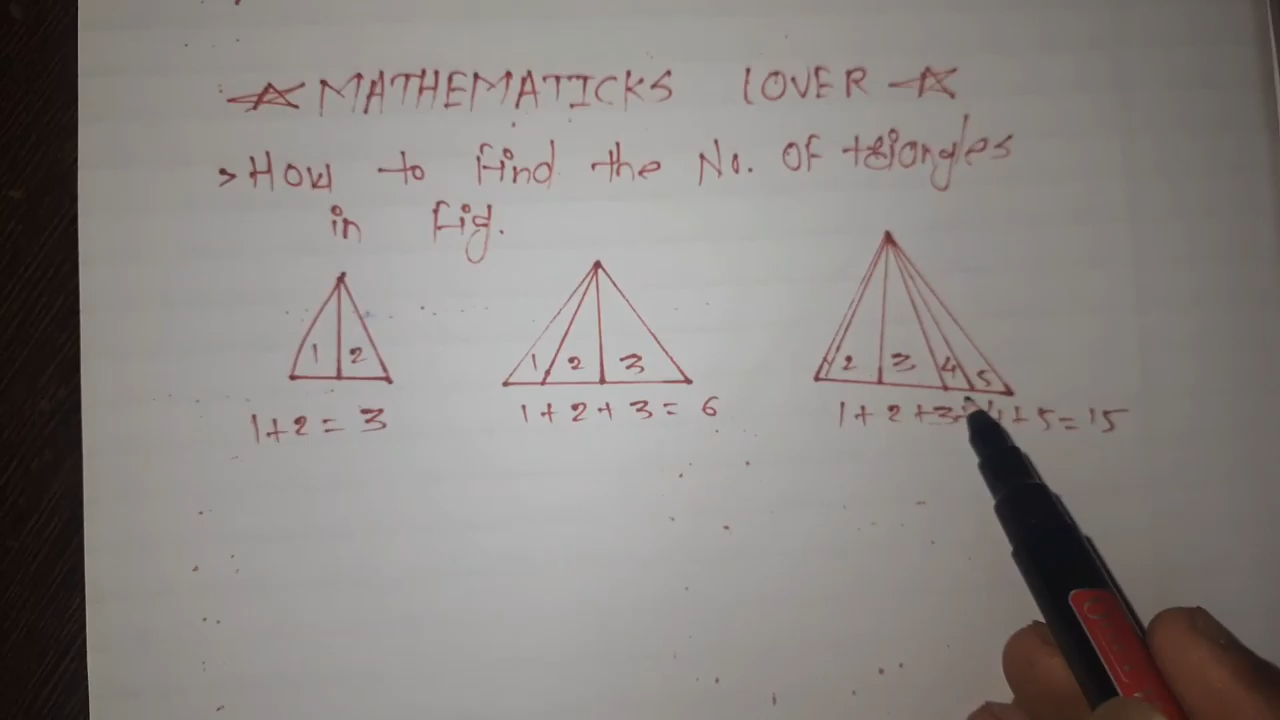 MATHEMATICKS LOVER
How to find the No. OF triangles
in fig.
1 2
1 2 3
2 3 4 5
1+2 = 3
1+2+3= 6
1+2+3+4+5=15